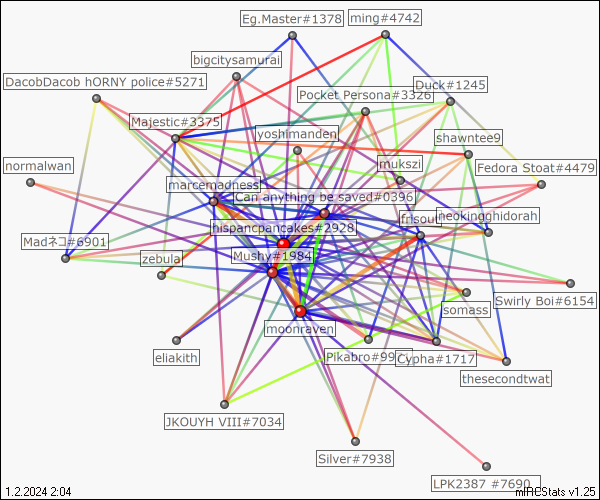 Eg.Master#1378
ming#4742
bigcitysamurai
DacobDacob hORNY police#5271
Duck#1245
Pocket Persona#3326
Majestic#3375
yoshimanden
shawntee9
mukszi
normalwan
Fedora Stoat#4479
marcemadness
Can anything be saved#0396
frisout
neokingghidorah
hispancpancakes#2928
Madネコ#6901
Mushy#1984
zebula
Swirly Boi#6154
somass
moonraven
eliakith
Cypha#1717
thesecondtwat
JKOUYH VIII#7034
Silver#7938
LPK2387 #7690
1.2.2024 2:04
mIRCStats v1.25